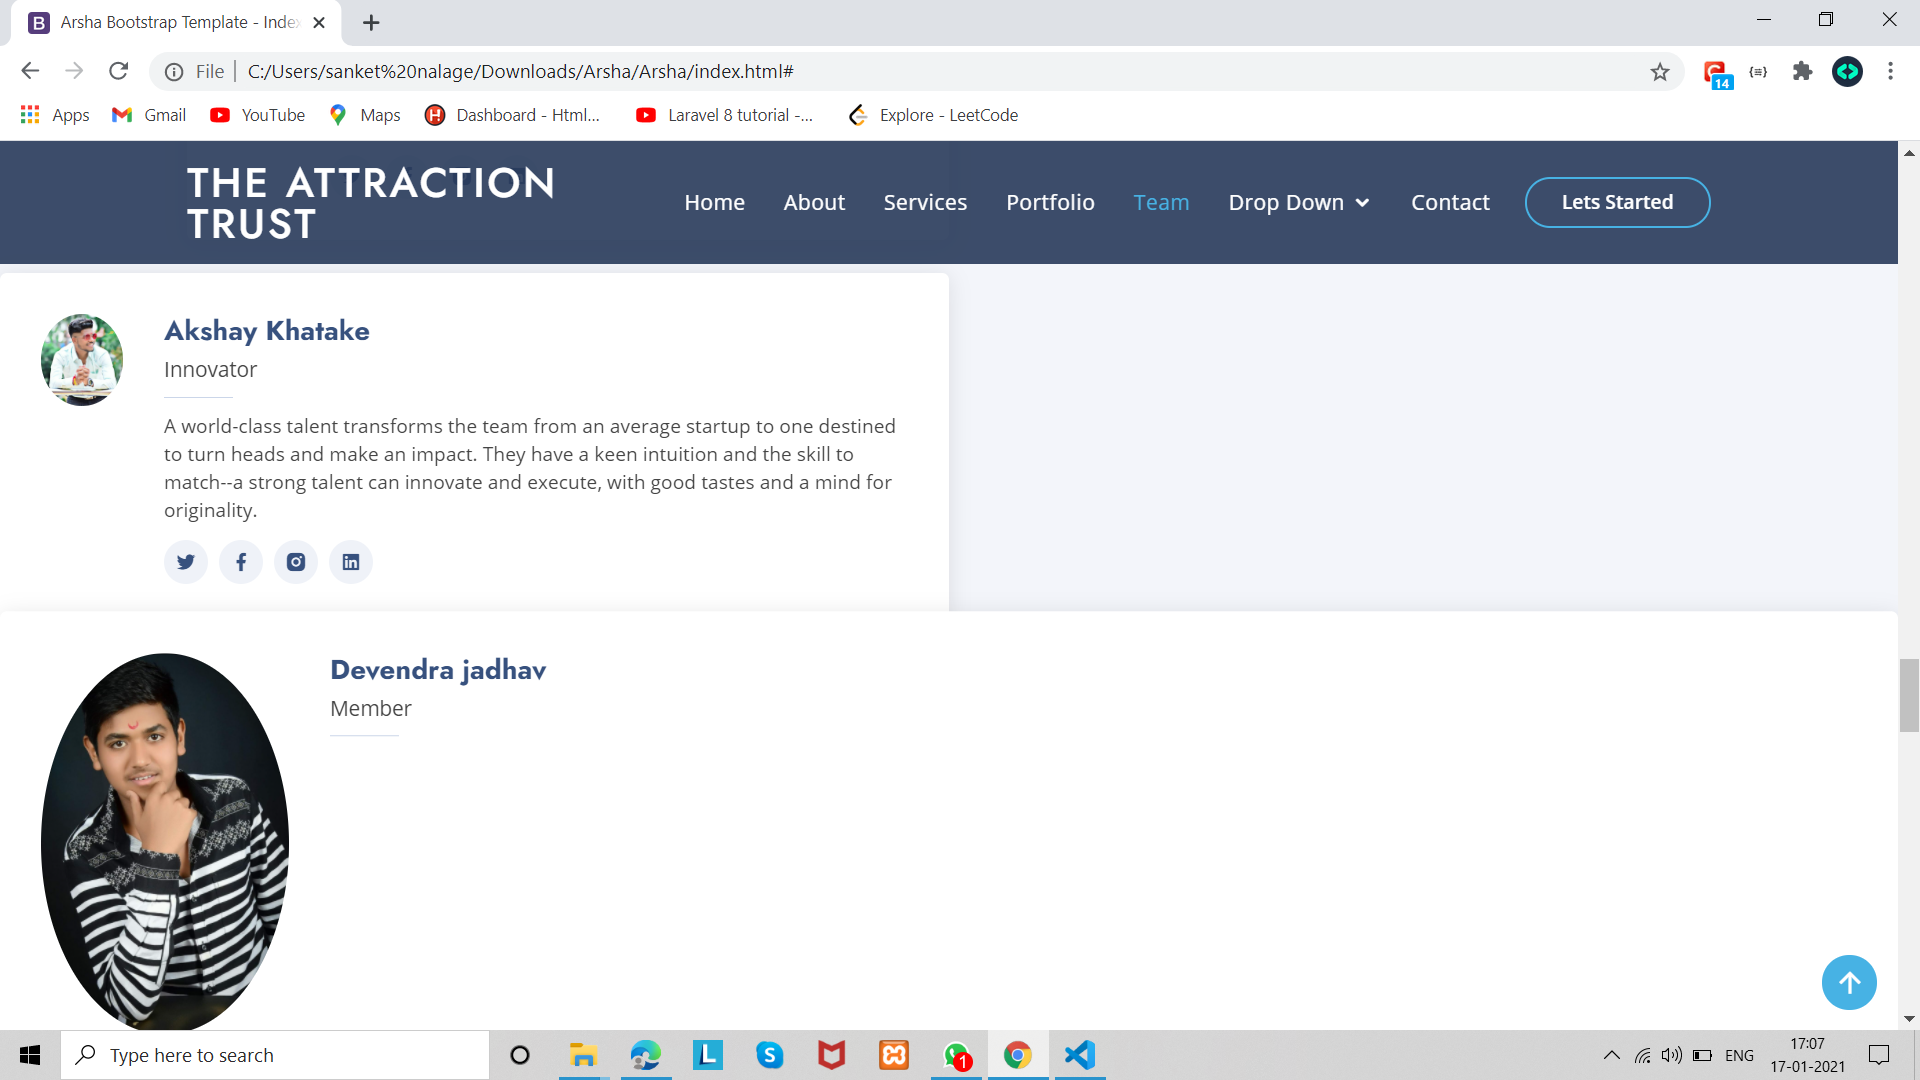 Arsha Bootstrap Template - Inde
File
C:/Users/sanket%20nalage/Downloads/Arsha/Arsha/index.html#
14
Apps
Gmail
YouTube
Maps
Dashboard - Html...
Laravel 8 tutorial -...
Explore - LeetCode
THE ATTRACTION
TRUST
Home
About
Services
Portfolio
Team
Drop Down
Contact
Lets Started
Akshay Khatake
Innovator
A world-class talent transforms the team from an average startup to one destined
to turn heads and make an impact. They have a keen intuition and the skill to
match--a strong talent can innovate and execute, with good tastes and a mind for
originality.
Devendra jadhav
Member
Type here to search
1
ENG
17:07
17-01-2021